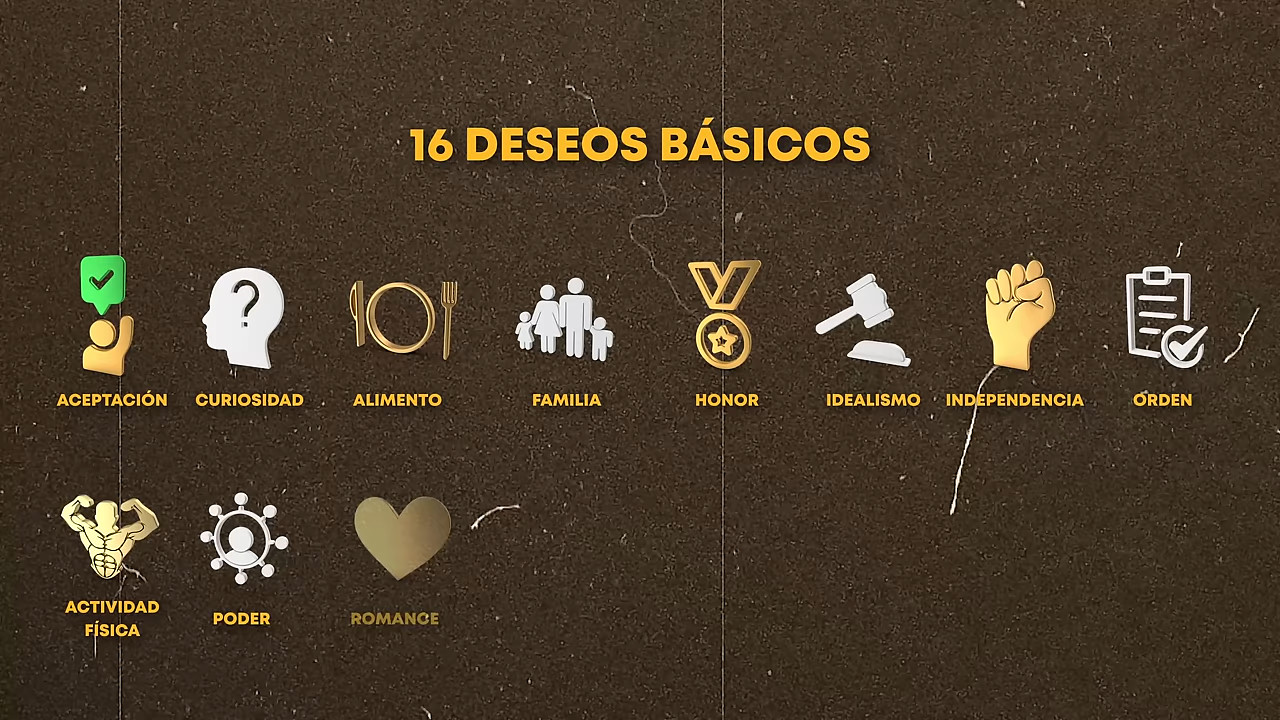 16 DESEOS BÁSICOS
ACEPTACIÓN
CURIOSIDAD
ALIMENTO
FAMILIA
HONOR
IDEALISMO
INDEPENDENCIA
ORDEN
ACTIVIDAD
FÍSICA
PODER
ROMANCE